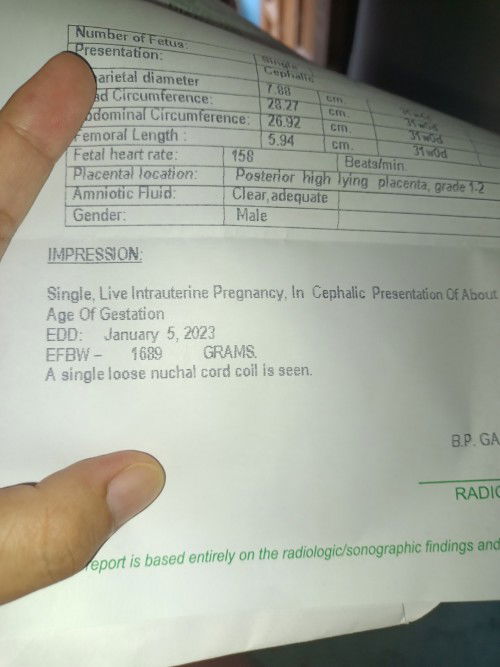 Number of Fetus: Single
Presentation: Cephalic
parietal diameter 7.88 cm.
ad Circumference: 28.27 cm. 31w0d
bdominal Circumference: 26.92 cm. 31w0d
Femoral Length : 5.94 cm. 31w0d
Fetal heart rate: 158 Beats/min.
Placental location: Posterior high lying placenta, grade 1-2
Amniotic Fluid: Clear, adequate
Gender: Male
IMPRESSION:
Single, Live Intrauterine Pregnancy, In Cephalic Presentation Of About
Age Of Gestation
EDD: January 5, 2023
EFBW – 1689 GRAMS.
A single loose nuchal cord coil is seen.
B.P. GA
RADIO
report is based entirely on the radiologic/sonographic findings and